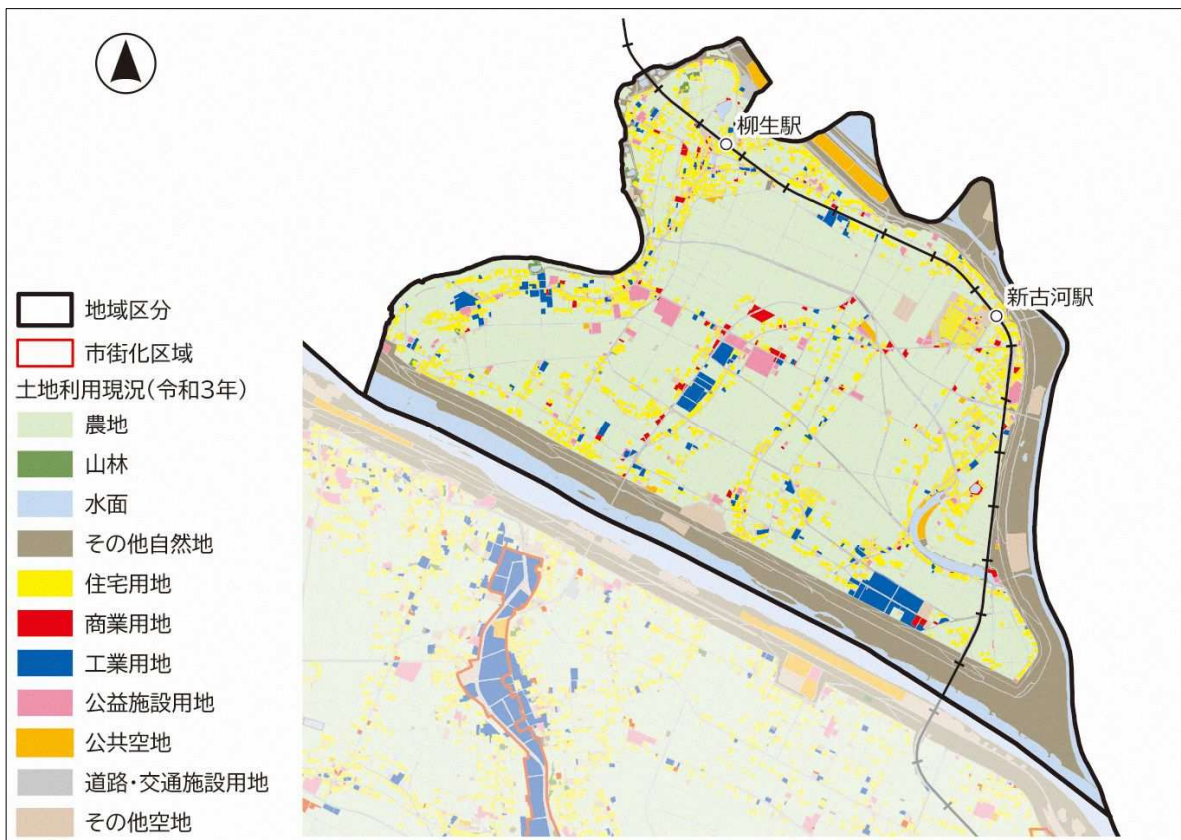 柳生駅
新古河駅
地域区分
市街化区域
土地利用現況(令和3年)
農地
山林
水面
その他自然地
住宅用地
商業用地
工業用地
公益施設用地
公共空地
道路・交通施設用地
その他空地